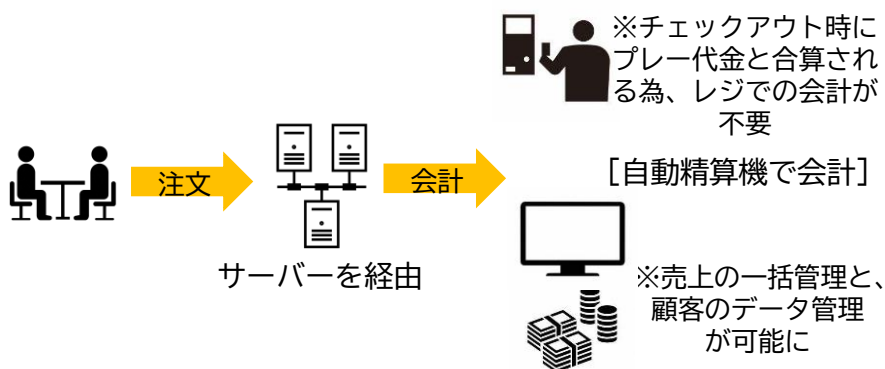 ※チェックアウト時に
プレー代金と合算され
る為、レジでの会計が
不要
注文
会計
[自動精算機で会計]
サーバーを経由
※売上の一括管理と、
顧客のデータ管理
が可能に